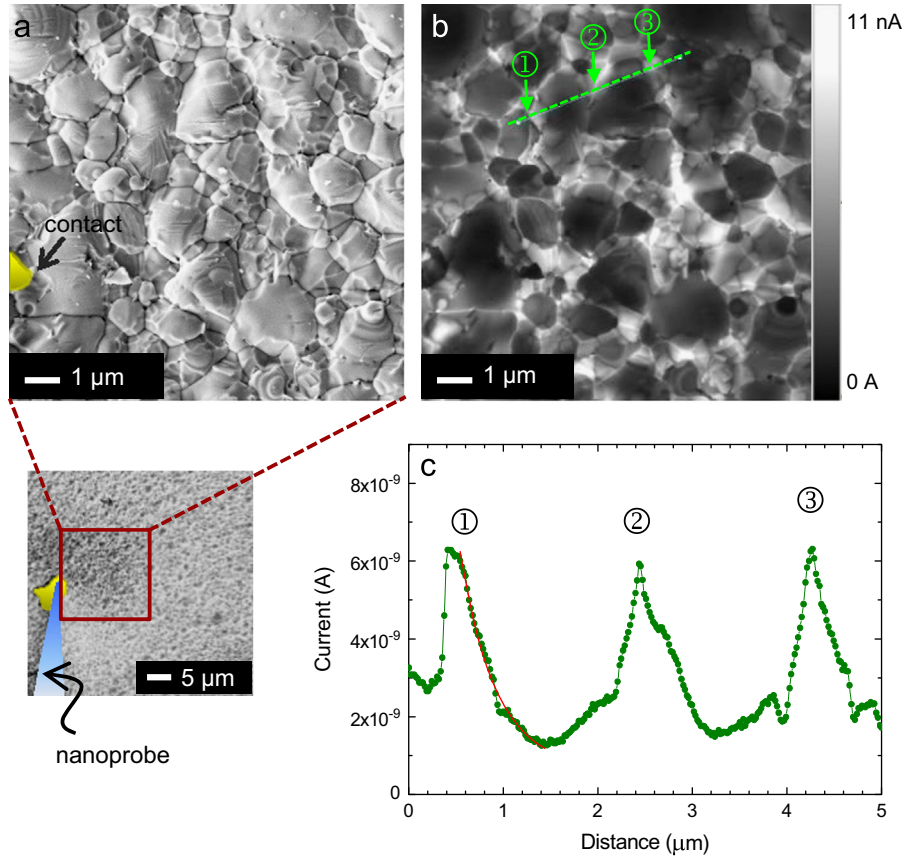 a
contact
1 μm
b
①
②
③
1 μm
11 nA
0 A
5 μm
nanoprobe
c
①
②
③
8x10⁻⁹
6x10⁻⁹
4x10⁻⁹
2x10⁻⁹
0
Current (A)
0 1 2 3 4 5
Distance (μm)